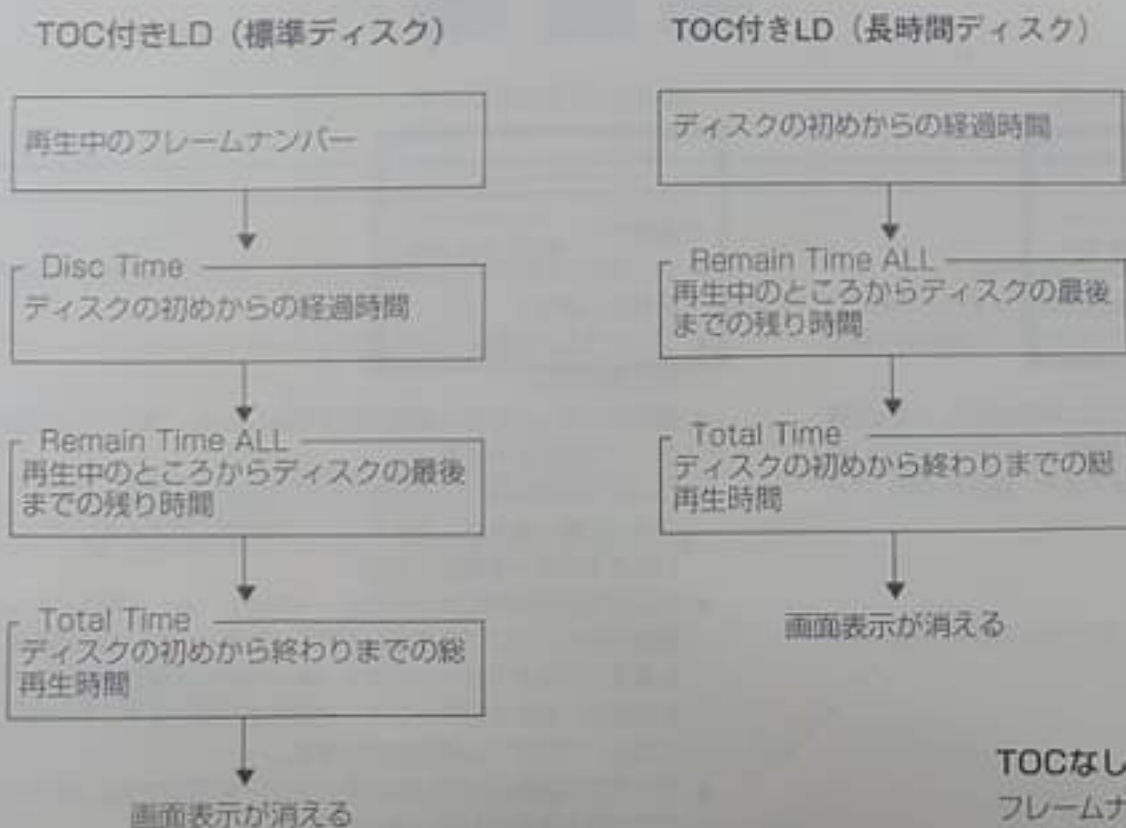 TOC付きLD（標準ディスク）
再生中のフレームナンバー
Disc Time
ディスクの初めからの経過時間
Remain Time ALL
再生中のところからディスクの最後
までの残り時間
Total Time
ディスクの初めから終わりまでの総
再生時間
画面表示が消える
TOC付きLD（長時間ディスク）
ディスクの初めからの経過時間
Remain Time ALL
再生中のところからディスクの最後
までの残り時間
Total Time
ディスクの初めから終わりまでの総
再生時間
画面表示が消える
TOCなし
フレームナ